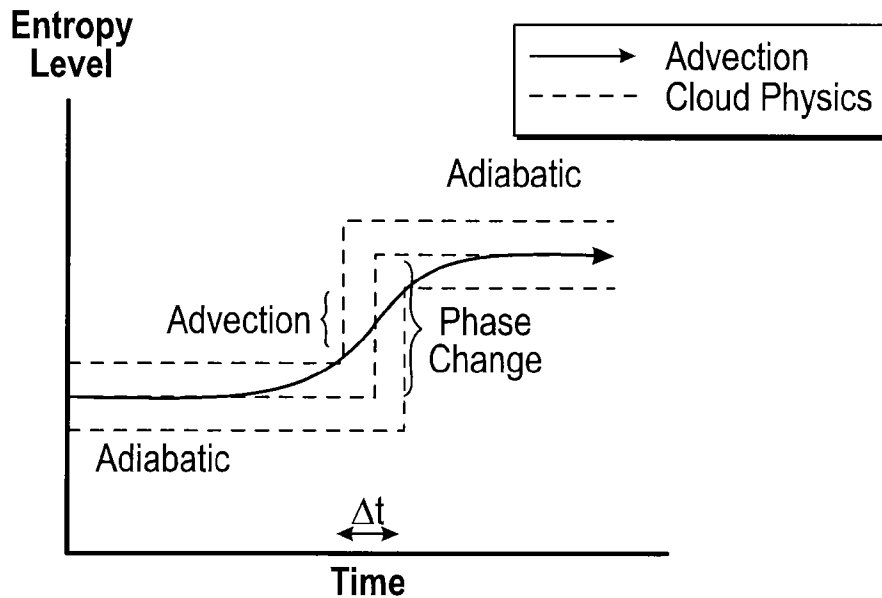 Entropy
Level
Advection
Cloud Physics
Adiabatic
Advection
Phase
Change
Adiabatic
Δt
Time